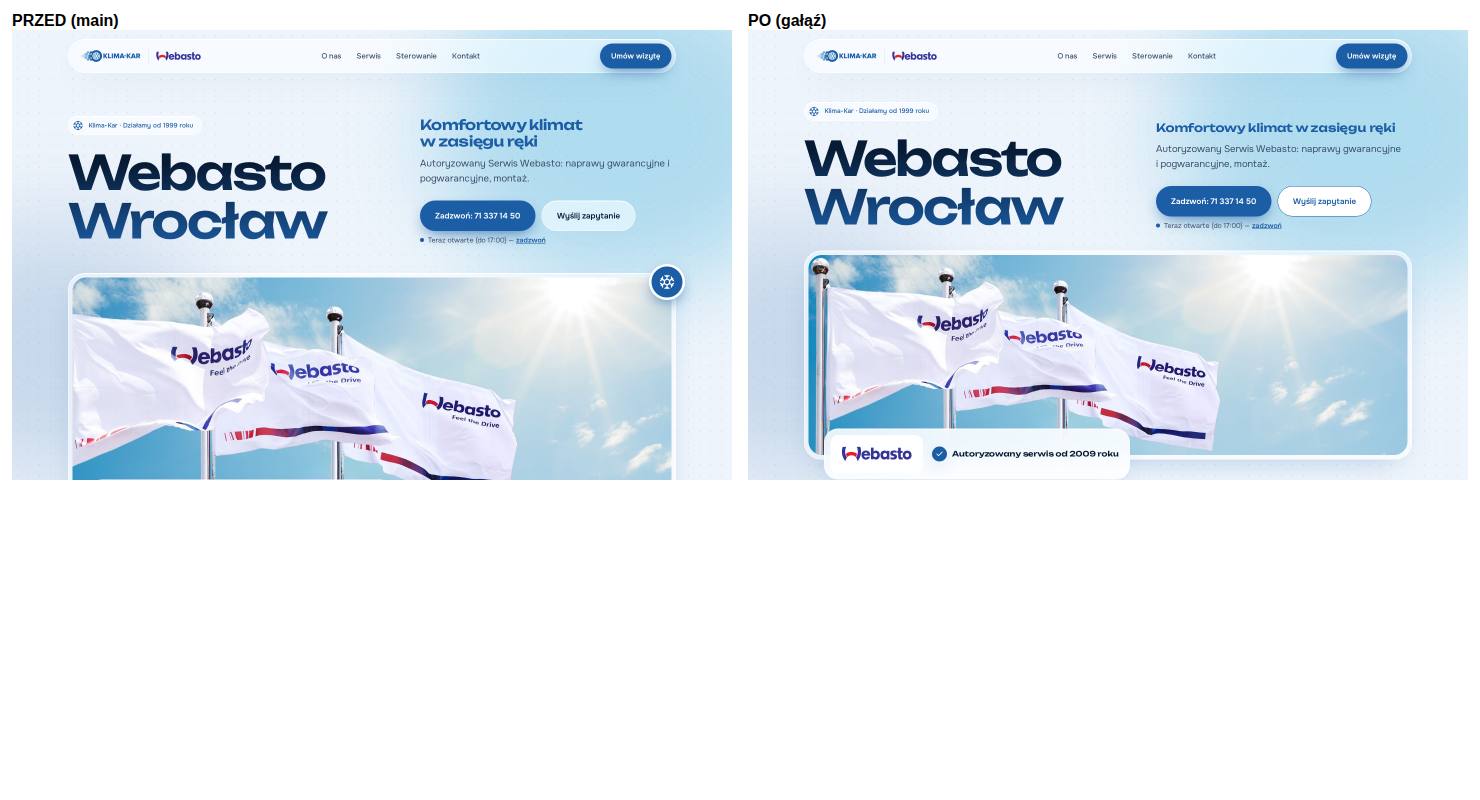 PRZED (main)
KLIMA-KAR
Webasto
O nas
Serwis
Sterowanie
Kontakt
Umów wizytę
Klima-Kar · Działamy od 1999 roku
Webasto
Wrocław
Komfortowy klimat
w zasięgu ręki
Autoryzowany Serwis Webasto: naprawy gwarancyjne i
pogwarancyjne, montaż.
Zadzwoń: 71 337 14 50
Wyślij zapytanie
Teraz otwarte (do 17:00) — zadzwoń
Webasto
Feel the Drive
Webasto
Feel the Drive
Webasto
Feel the Drive
PO (gałąź)
KLIMA-KAR
Webasto
O nas
Serwis
Sterowanie
Kontakt
Umów wizytę
Klima-Kar · Działamy od 1999 roku
Webasto
Wrocław
Komfortowy klimat w zasięgu ręki
Autoryzowany Serwis Webasto: naprawy gwarancyjne
i pogwarancyjne, montaż.
Zadzwoń: 71 337 14 50
Wyślij zapytanie
Teraz otwarte (do 17:00) — zadzwoń
Webasto
Feel the Drive
Webasto
Feel the Drive
Webasto
Feel the Drive
Webasto
Autoryzowany serwis od 2009 roku